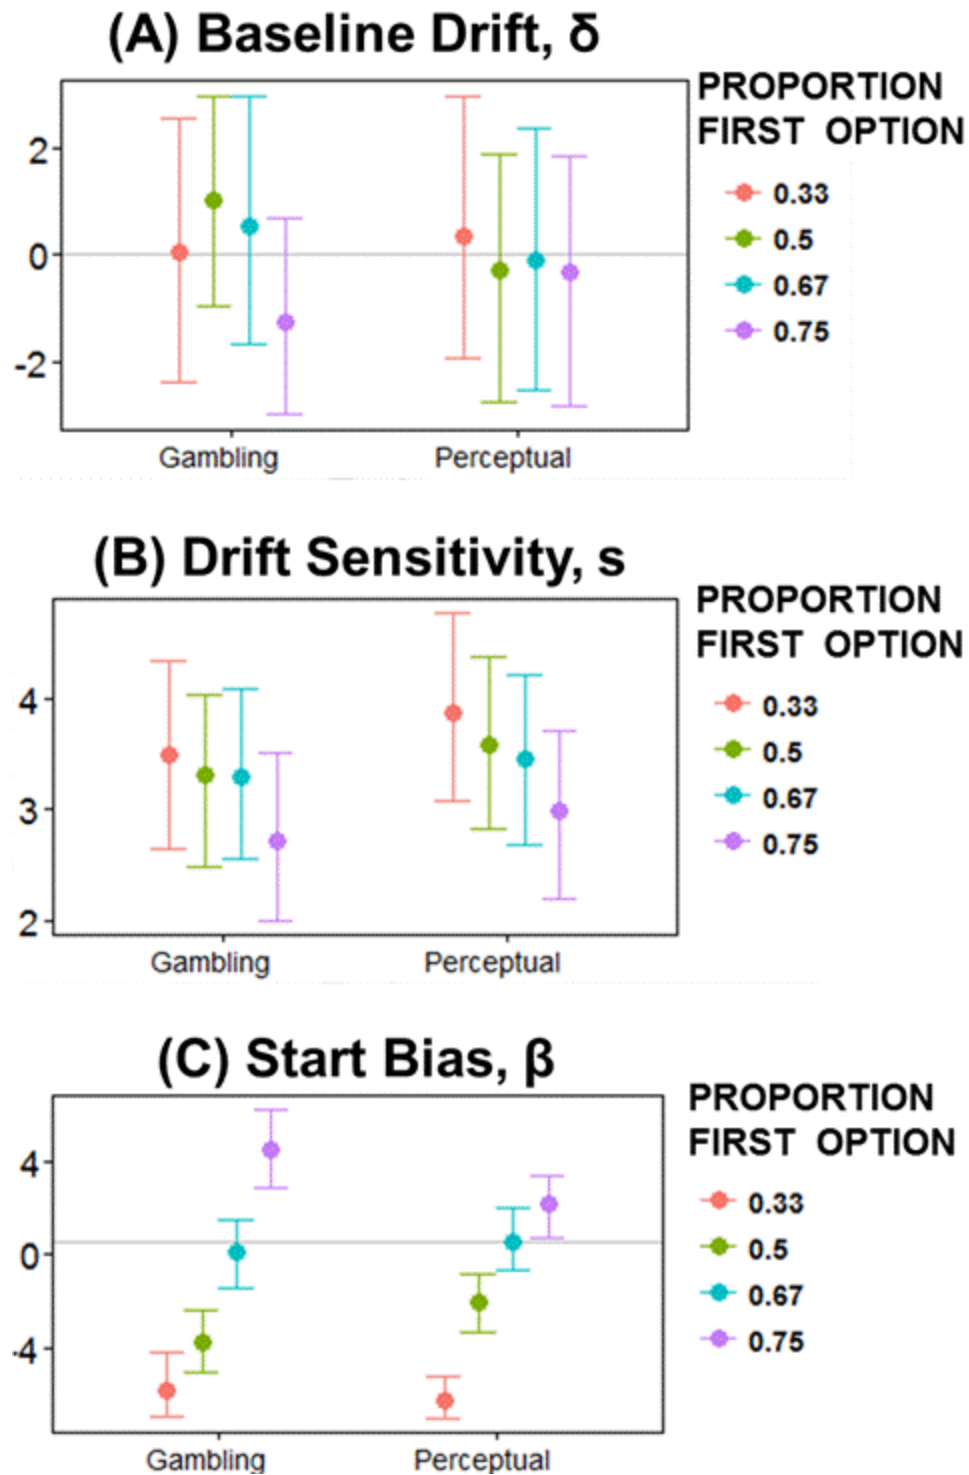 (A) Baseline Drift, δ
PROPORTION
FIRST OPTION
2
0
-2
0.33
0.5
0.67
0.75
Gambling
Perceptual
(B) Drift Sensitivity, s
PROPORTION
FIRST OPTION
4
3
2
0.33
0.5
0.67
0.75
Gambling
Perceptual
(C) Start Bias, β
PROPORTION
FIRST OPTION
4
0
-4
0.33
0.5
0.67
0.75
Gambling
Perceptual